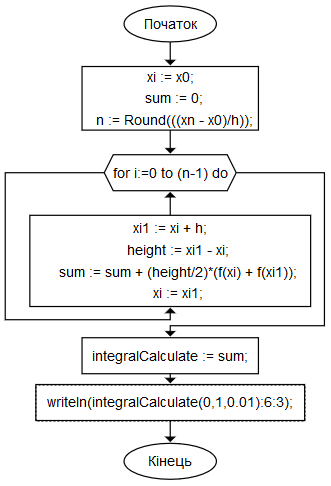 Початок
xi := x0;
sum := 0;
n := Round(((xn - x0)/h));
for i:=0 to (n-1) do
xi1 := xi + h;
height := xi1 - xi;
sum := sum + (height/2)*(f(xi) + f(xi1));
xi := xi1;
integralCalculate := sum;
writeln(integralCalculate(0,1,0.01):6:3);
Кінець